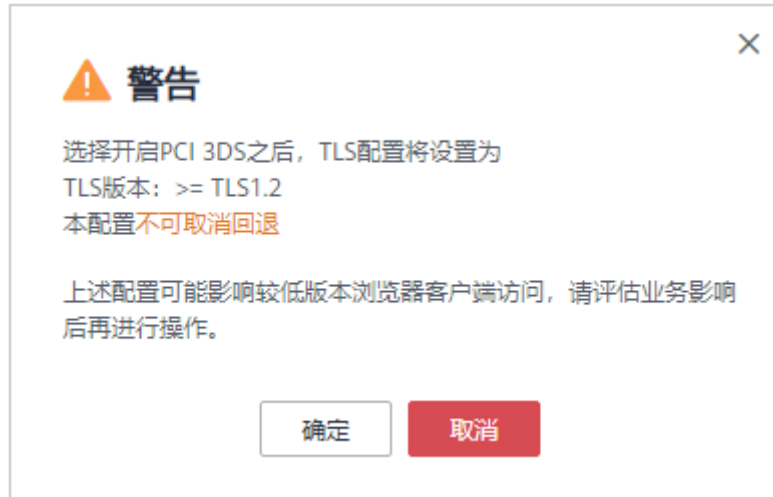 警告
选择开启PCI 3DS之后，TLS配置将设置为
TLS版本：>= TLS1.2
本配置不可取消回退
上述配置可能影响较低版本浏览器客户端访问，请评估业务影响
后再进行操作。
确定
取消